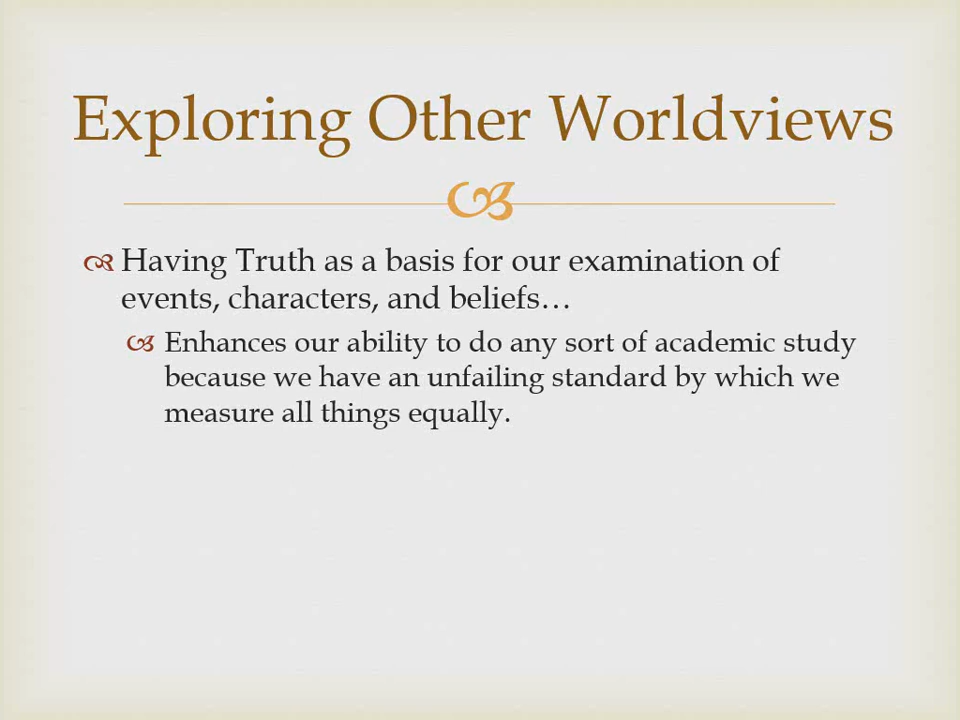 Exploring Other Worldviews
Having Truth as a basis for our examination of
events, characters, and beliefs…
Enhances our ability to do any sort of academic study
because we have an unfailing standard by which we
measure all things equally.